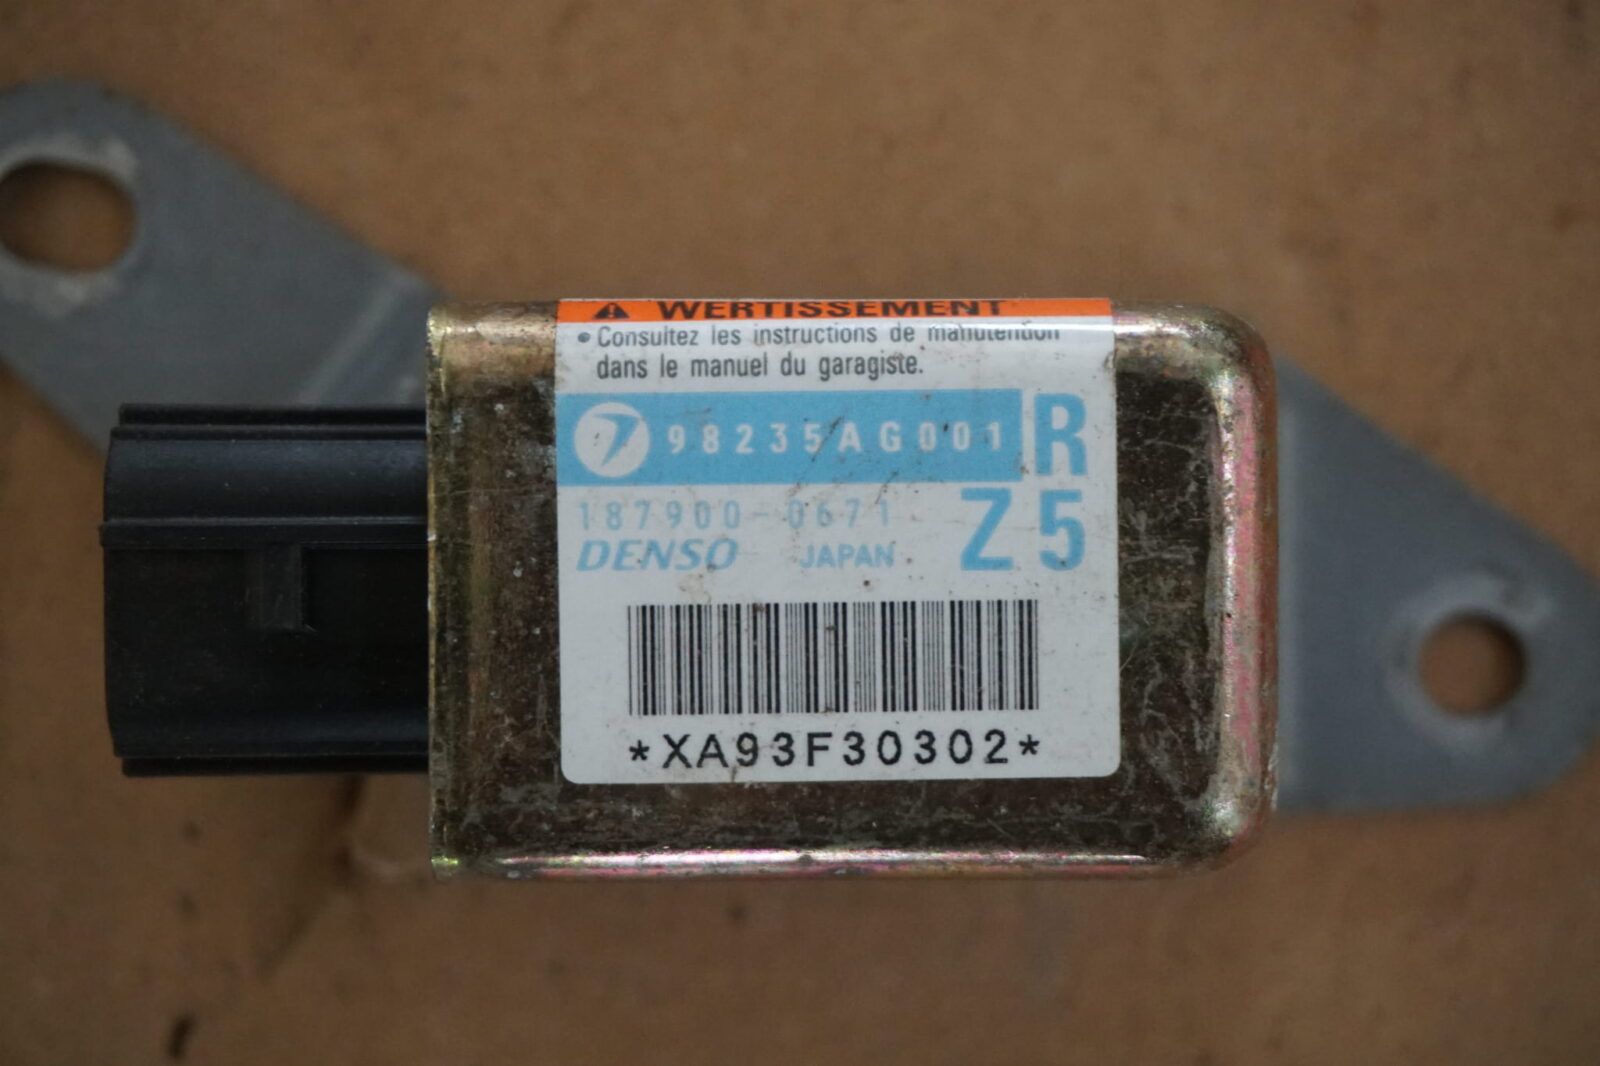 WERTISSEMENT
• Consultez les instructions de manutention
dans le manuel du garagiste.
98235AG001 R
187900-0671 Z5
DENSO JAPAN
*XA93F30302*